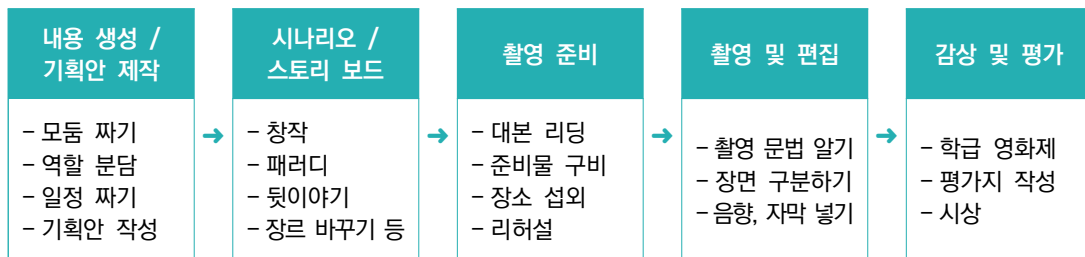 내용 생성 /
기획안 제작
- 모둠 짜기
- 역할 분담
- 일정 짜기
- 기획안 작성
➜
시나리오 /
스토리 보드
- 창작
- 패러디
- 뒷이야기
- 장르 바꾸기 등
➜
촬영 준비
- 대본 리딩
- 준비물 구비
- 장소 섭외
- 리허설
➜
촬영 및 편집
- 촬영 문법 알기
- 장면 구분하기
- 음향, 자막 넣기
➜
감상 및 평가
- 학급 영화제
- 평가지 작성
- 시상